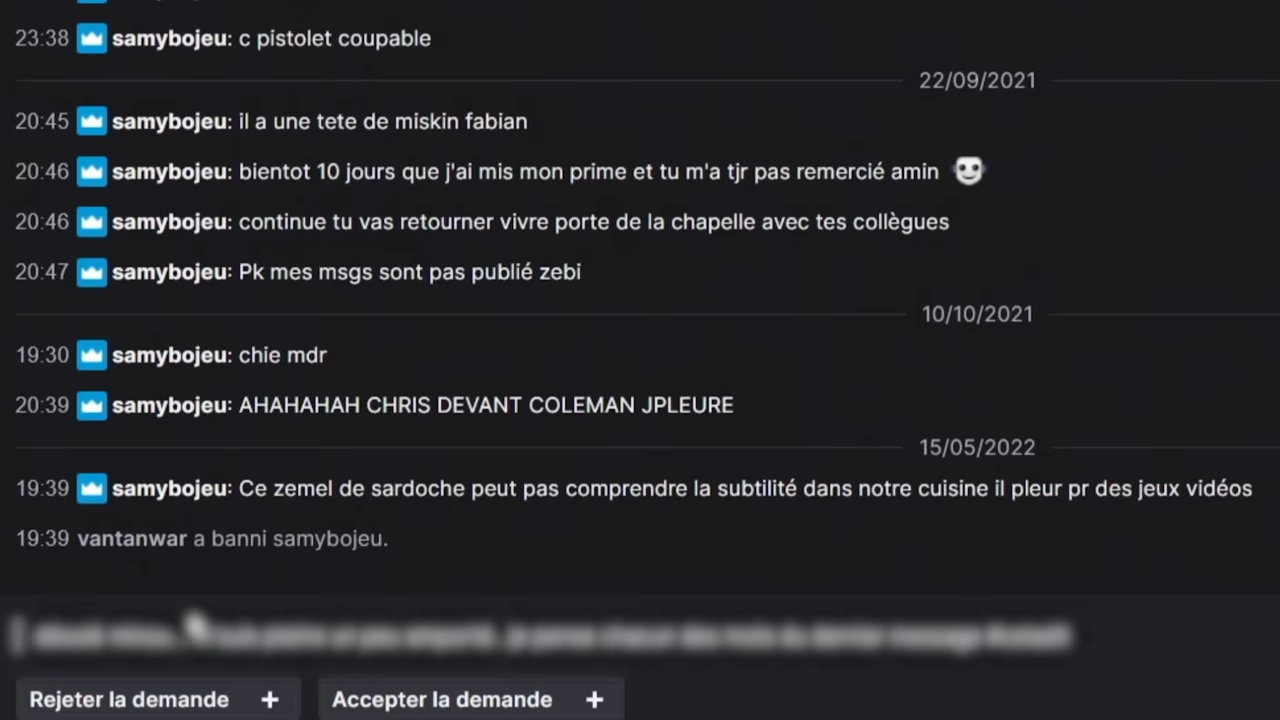 23:38 samybojeu: c pistolet coupable
22/09/2021
20:45 samybojeu: il a une tete de miskin fabian
20:46 samybojeu: bientot 10 jours que j'ai mis mon prime et tu m'a tjr pas remercié amin
20:46 samybojeu: continue tu vas retourner vivre porte de la chapelle avec tes collègues
20:47 samybojeu: Pk mes msgs sont pas publié zebi
10/10/2021
19:30 samybojeu: chie mdr
20:39 samybojeu: AHAHAHAH CHRIS DEVANT COLEMAN JPLEURE
15/05/2022
19:39 samybojeu: Ce zemel de sardoche peut pas comprendre la subtilité dans notre cuisine il pleur pr des jeux vidéos
19:39 vantanwar a banni samybojeu.
Rejeter la demande + Accepter la demande +